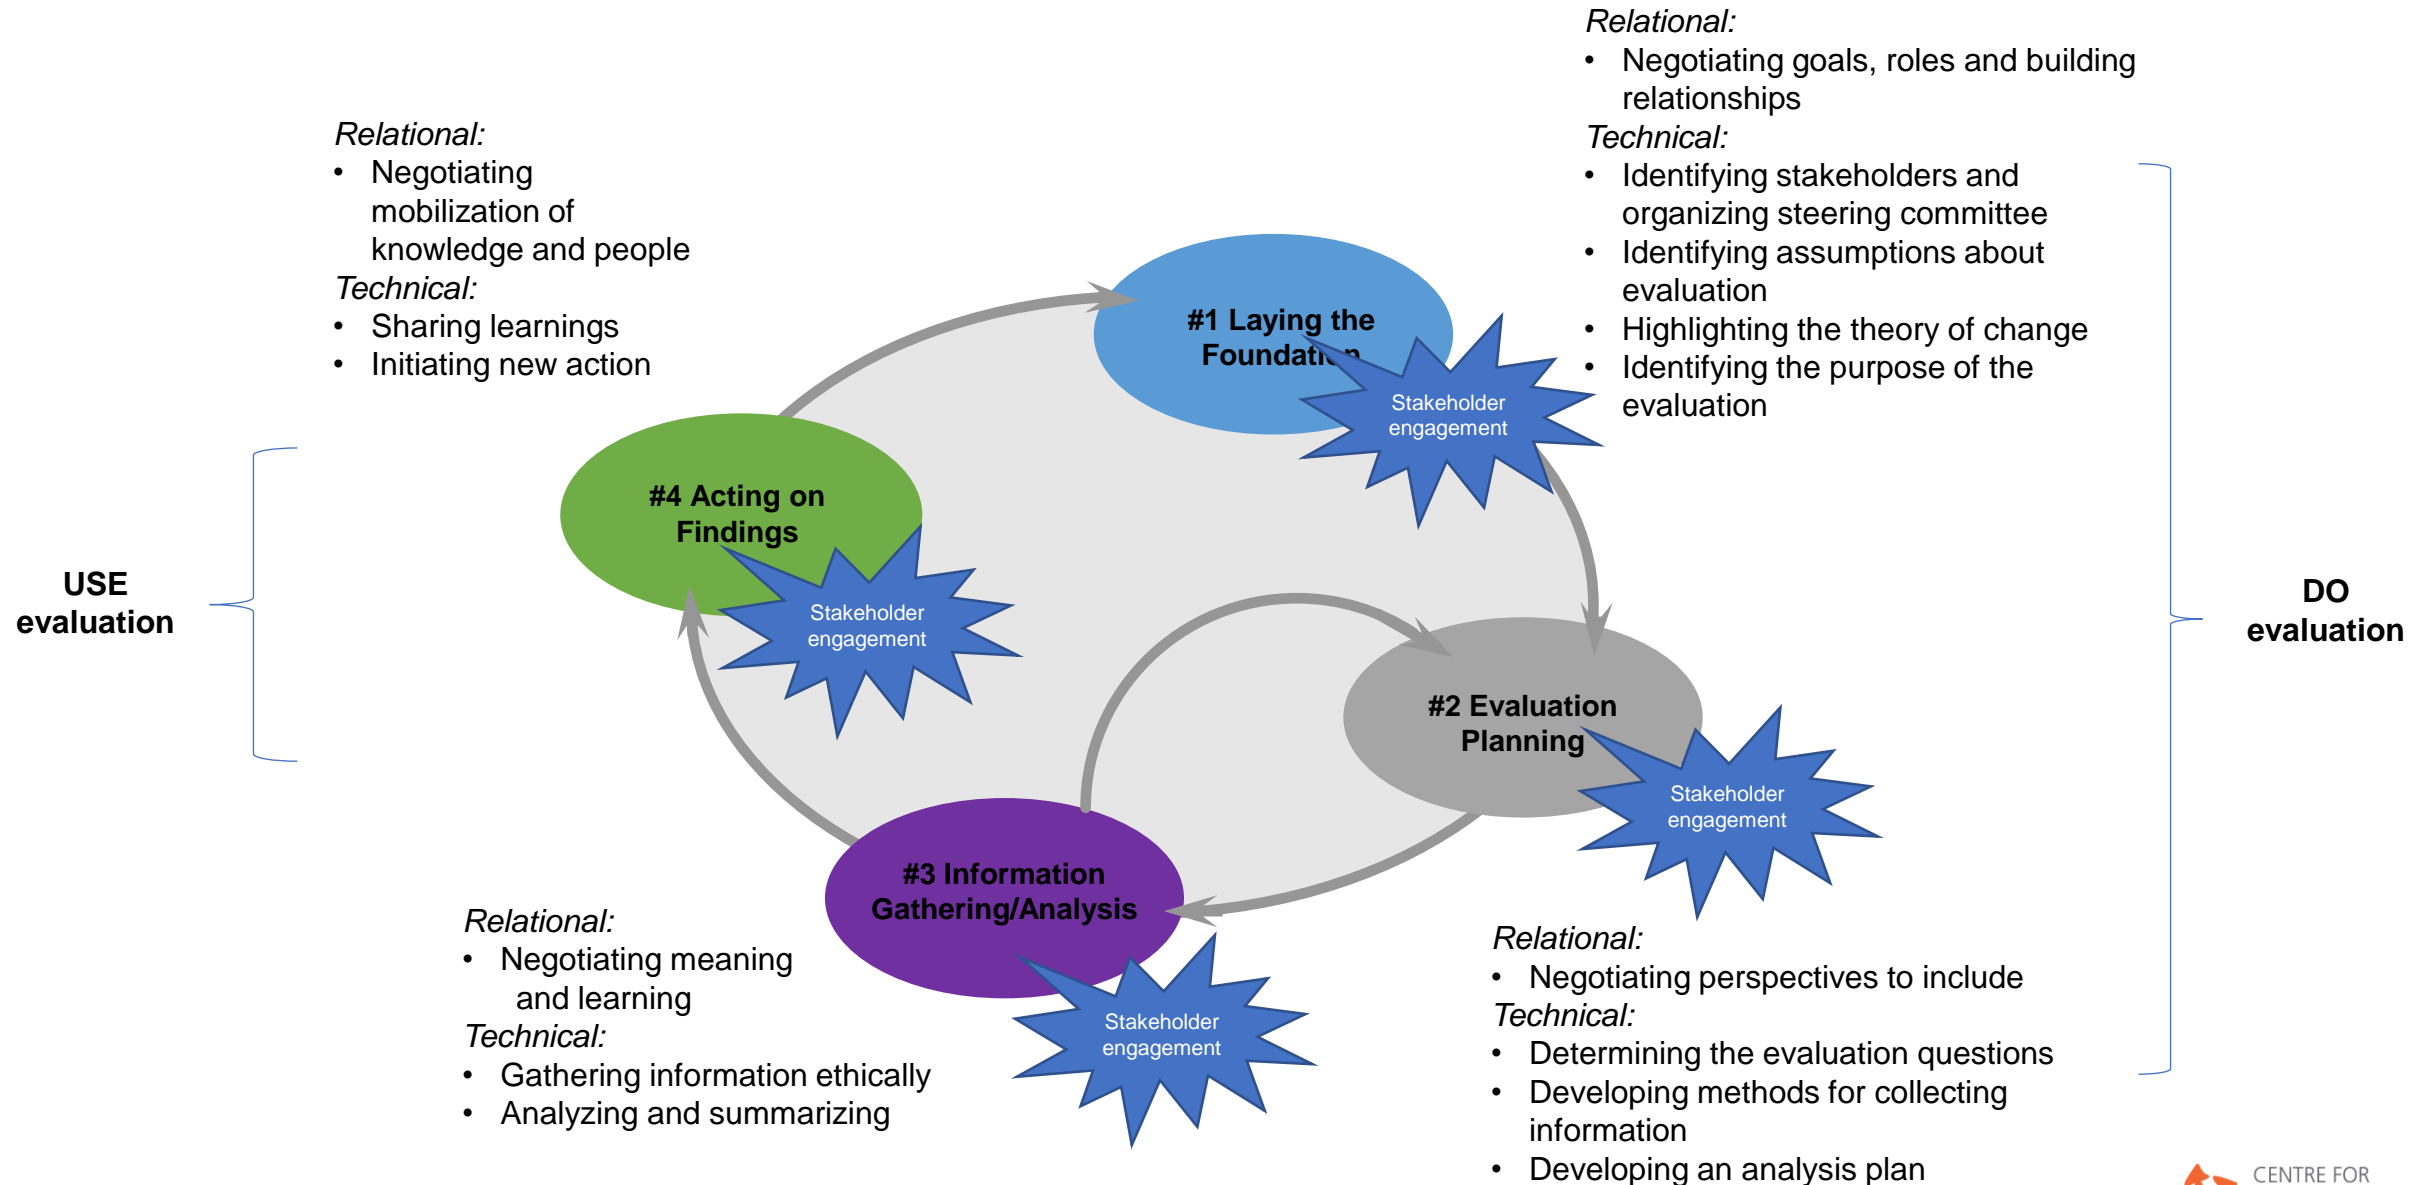 Relational:
• Negotiating goals, roles and building
relationships
Technical:
• Identifying stakeholders and
organizing steering committee
• Identifying assumptions about
evaluation
• Highlighting the theory of change
• Identifying the purpose of the
evaluation
Relational:
• Negotiating
mobilization of
knowledge and people
Technical:
• Sharing learnings
• Initiating new action
#1 Laying the
Foundation
Stakeholder
engagement
#4 Acting on
Findings
Stakeholder
engagement
USE
evaluation
DO
evaluation
#2 Evaluation
Planning
Stakeholder
engagement
#3 Information
Gathering/Analysis
Stakeholder
engagement
Relational:
• Negotiating meaning
and learning
Technical:
• Gathering information ethically
• Analyzing and summarizing
Relational:
• Negotiating perspectives to include
Technical:
• Determining the evaluation questions
• Developing methods for collecting
information
• Developing an analysis plan
CENTRE FOR